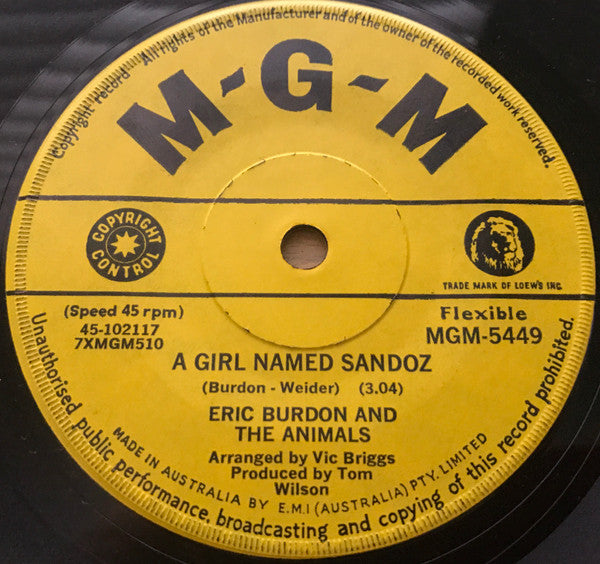 Copyright record All rights of the Manufacturer and of the owner of the recorded work reserved.
M-G-M
COPYRIGHT CONTROL
TRADE MARK OF LOEW'S INC.
(Speed 45 rpm)
45-102117
7XMGM510
Flexible
MGM-5449
A GIRL NAMED SANDOZ
(Burdon - Weider) (3.04)
ERIC BURDON AND
THE ANIMALS
Arranged by Vic Briggs
Produced by Tom
Wilson
MADE IN AUSTRALIA BY E.M.I (AUSTRALIA) PTY. LIMITED
Unauthorised public performance, broadcasting and copying of this record prohibited.